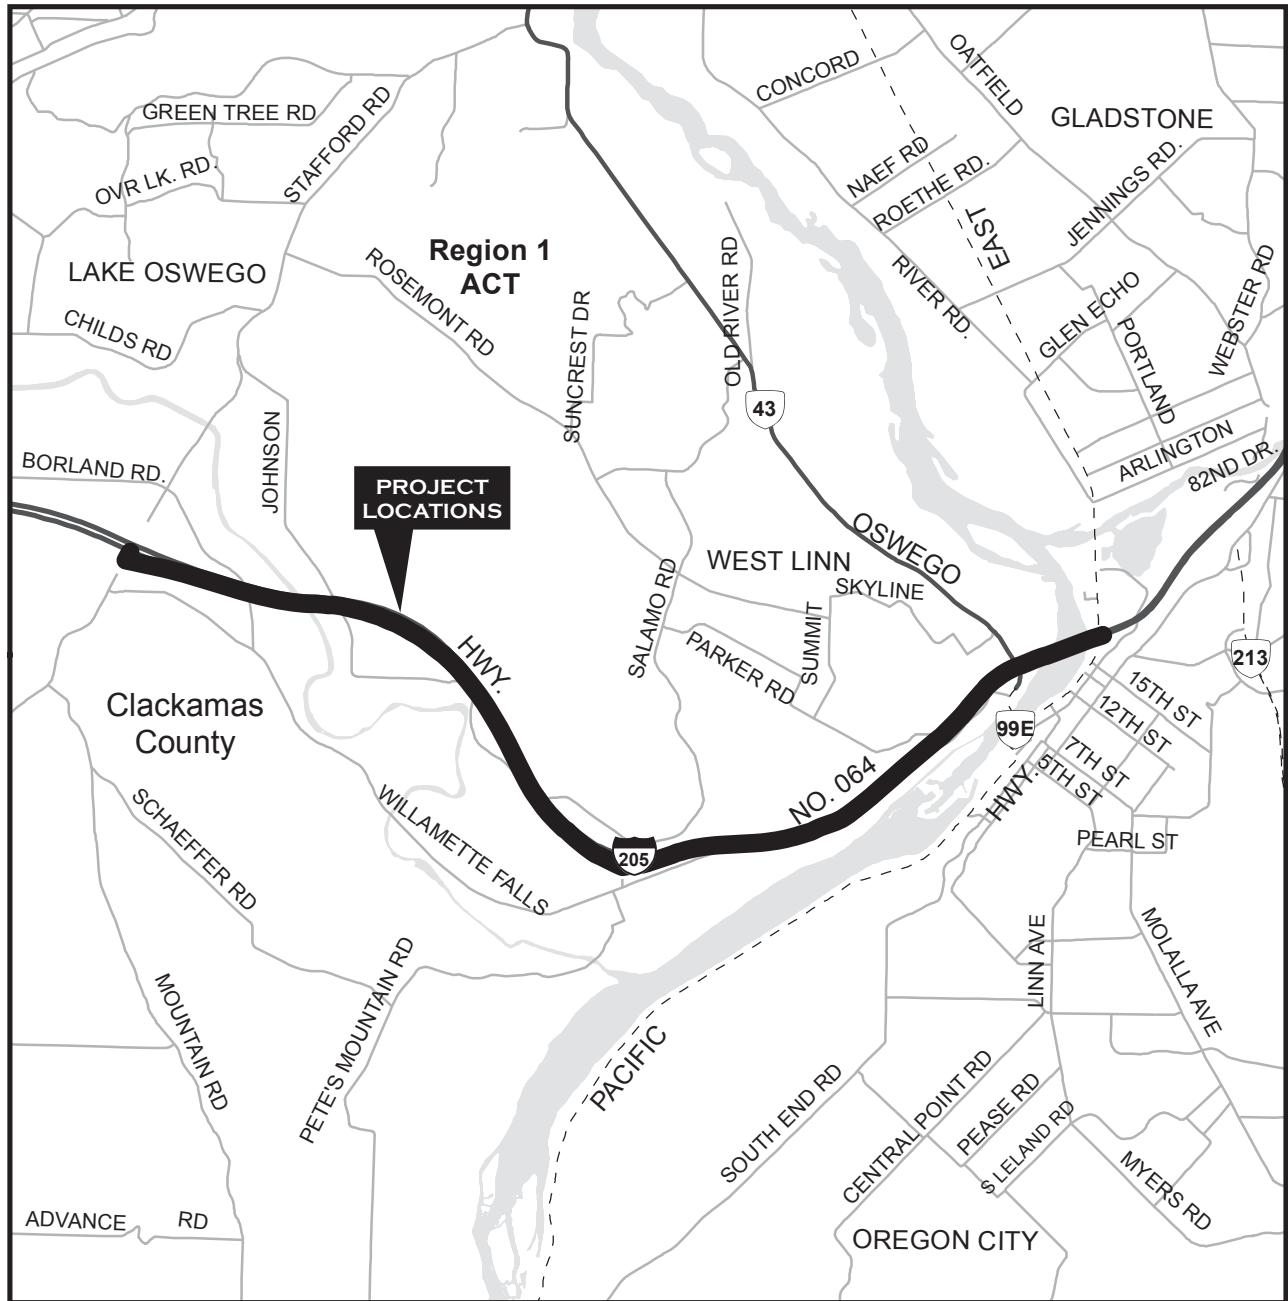 CONCORD
OATFIELD
GLADSTONE
GREEN TREE RD
STAFFORD RD
OVR LK. RD.
NAEF RD
ROETHE RD.
JENNINGS RD.
EAST
Region 1
ACT
LAKE OSWEGO
ROSEMONT RD
OLD RIVER RD
RIVER RD.
WEBSTER RD
GLEN ECHO
CHILDS RD
SUNCREST DR
PORTLAND
43
JOHNSON
ARLINGTON
BORLAND RD.
82ND DR.
PROJECT
LOCATIONS
OSWEGO
WEST LINN
SKYLINE
SALAMO RD
SUMMIT
PARKER RD
HWY.
213
15TH ST
12TH ST
99E
7TH ST
5TH ST
Clackamas
County
NO. 064
HWY.
SCHAEFFER RD
WILLAMETTE FALLS
205
PEARL ST
LINN AVE
MOLALLA AVE
MOUNTAIN RD
PETE'S MOUNTAIN RD
PACIFIC
SOUTH END RD
CENTRAL POINT RD
PEASE RD
S LELAND RD
MYERS RD
ADVANCE RD
OREGON CITY